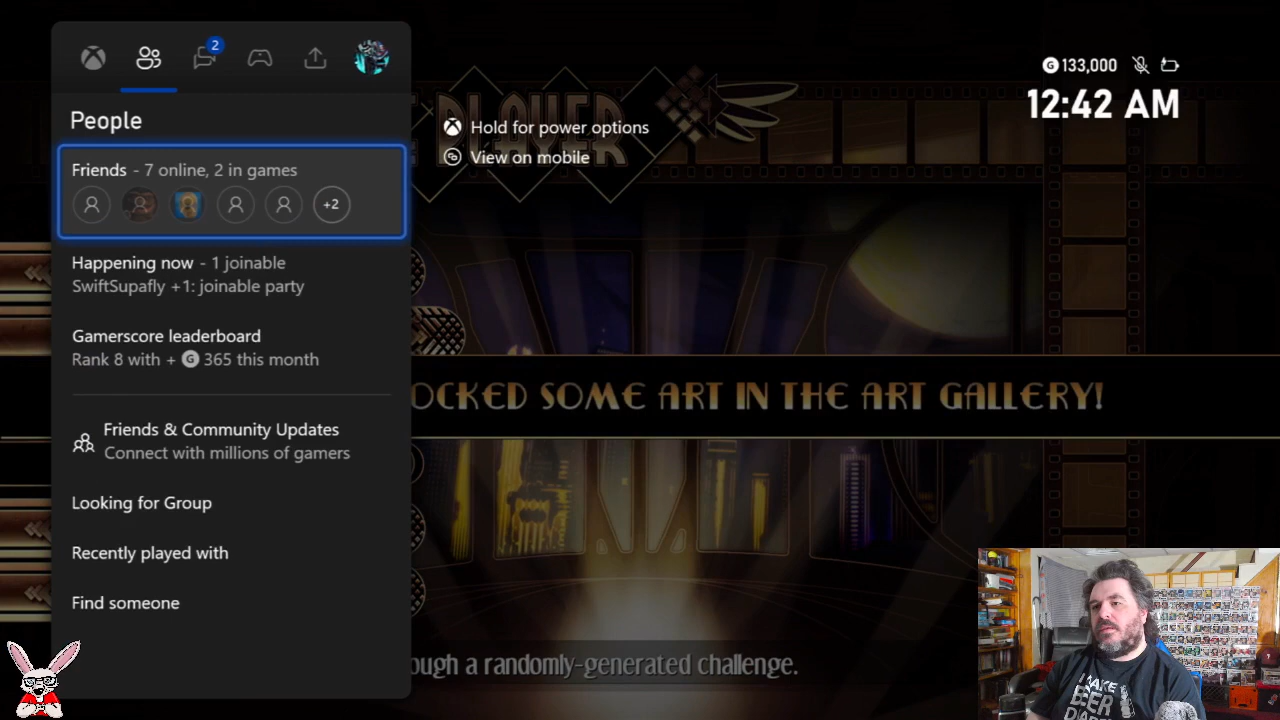 2
133,000
12:42 AM
PLAYER
Hold for power options
View on mobile
People
Friends - 7 online, 2 in games
+2
Happening now - 1 joinable
SwiftSupafly +1: joinable party
Gamerscore leaderboard
Rank 8 with + G 365 this month
OCKED SOME ART IN THE ART GALLERY!
Friends & Community Updates
Connect with millions of gamers
Looking for Group
Recently played with
Find someone
ough a randomly-generated challenge.
I MAKE
BEER